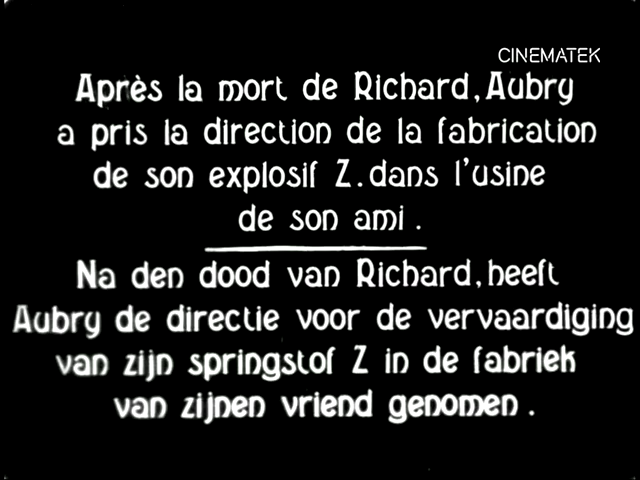 CINEMATEK
Après la mort de Richard, Aubry
a pris la direction de la fabrication
de son explosif Z. dans l'usine
de son ami.
Na den dood van Richard, heeft
Aubry de directie voor de vervaardiging
van zijn springstof Z in de fabriek
van zijnen vriend genomen.